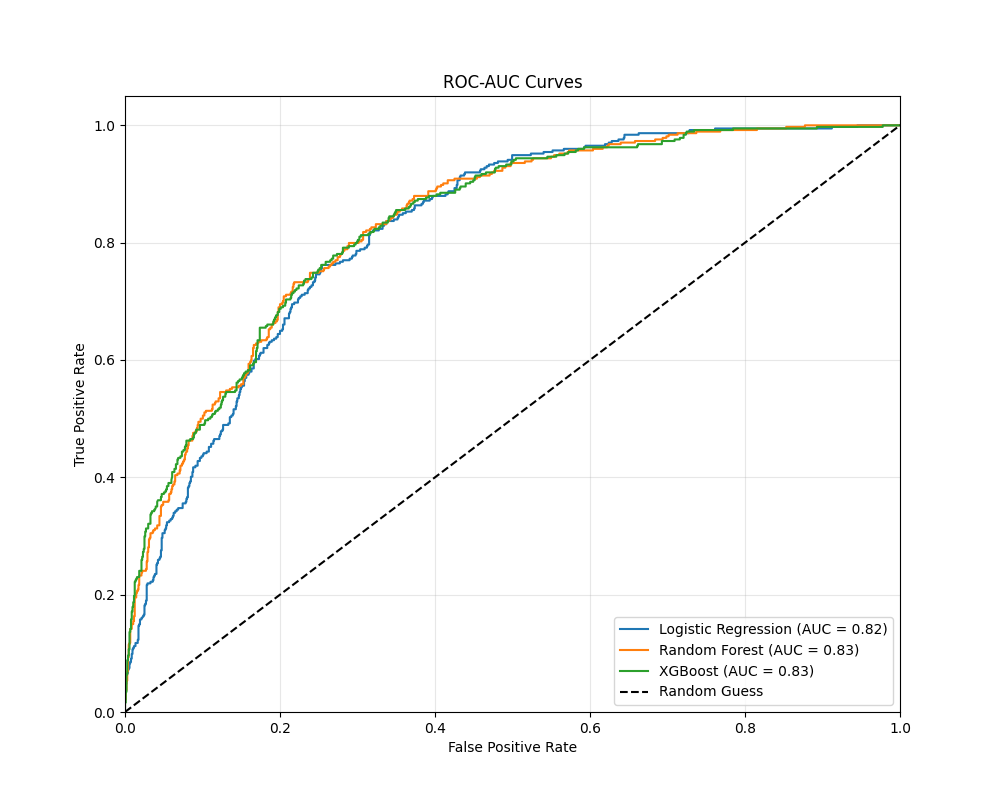 ROC-AUC Curves
1.0
0.8
0.6
0.4
0.2
0.0
True Positive Rate
0.0 0.2 0.4 0.6 0.8 1.0
False Positive Rate
Logistic Regression (AUC = 0.82)
Random Forest (AUC = 0.83)
XGBoost (AUC = 0.83)
Random Guess